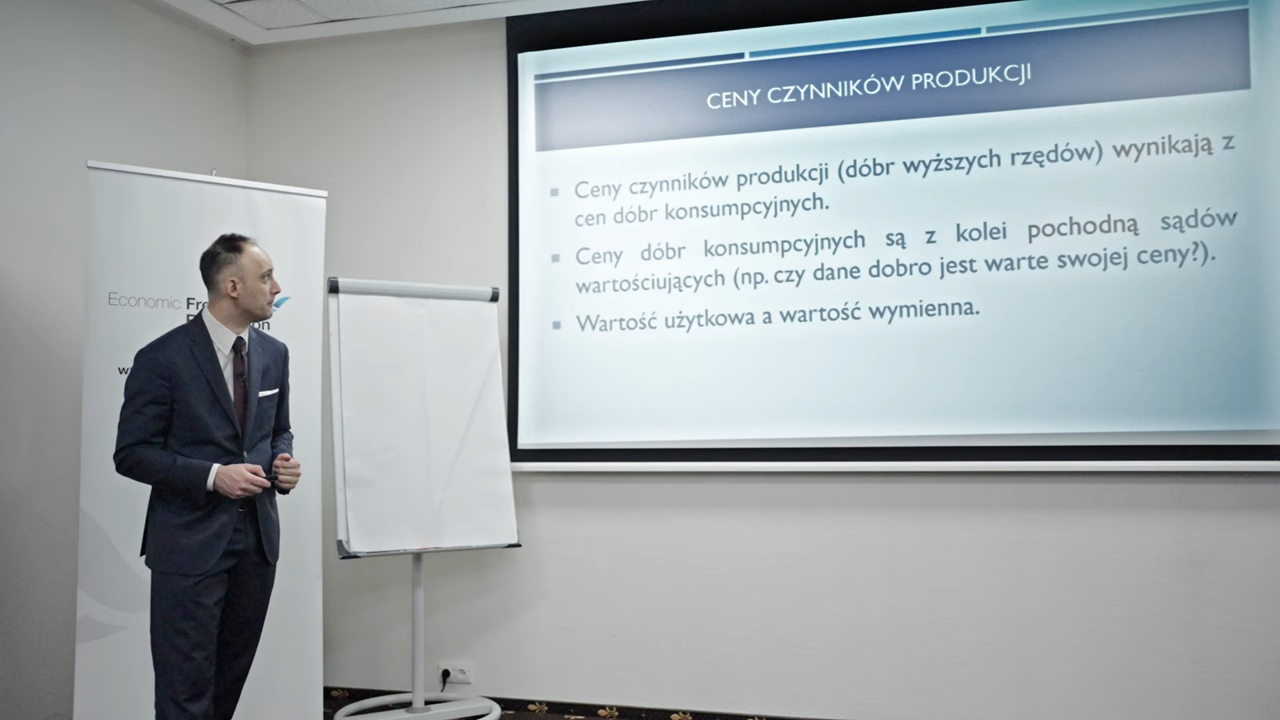 CENY CZYNNIKÓW PRODUKCJI
▪ Ceny czynników produkcji (dóbr wyższych rzędów) wynikają z
cen dóbr konsumpcyjnych.
▪ Ceny dóbr konsumpcyjnych są z kolei pochodną sądów
wartościujących (np. czy dane dobro jest warte swojej ceny?).
▪ Wartość użytkowa a wartość wymienna.
Economic